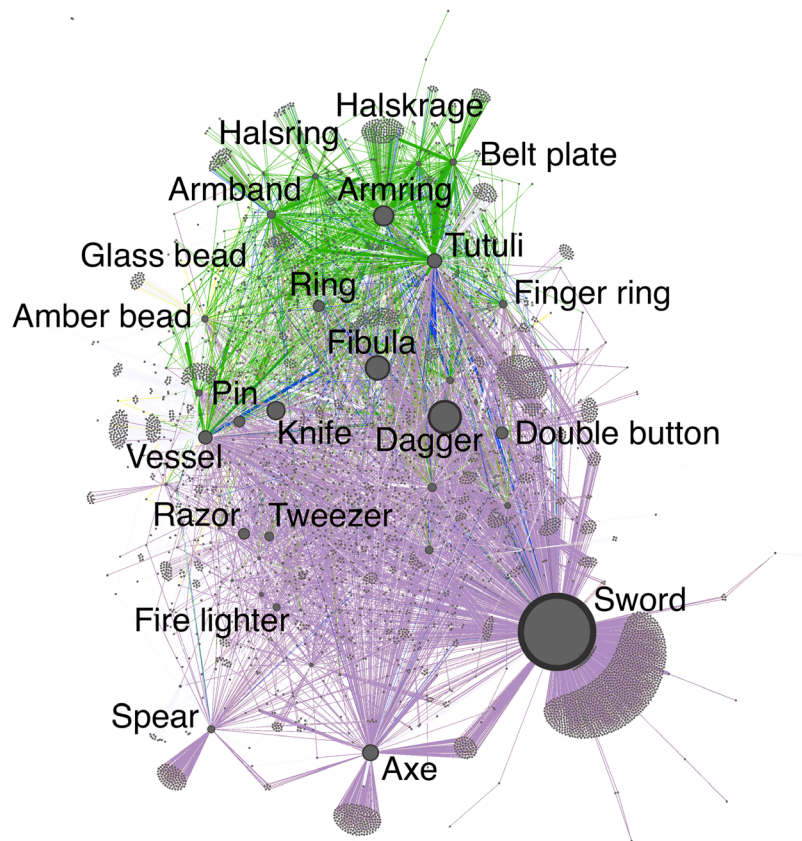 Halskrage
Halsring
Belt plate
Armband
Armring
Tutuli
Glass bead
Ring
Finger ring
Amber bead
Fibula
Pin
Knife
Dagger
Double button
Vessel
Razor
Tweezer
Sword
Fire lighter
Spear
Axe